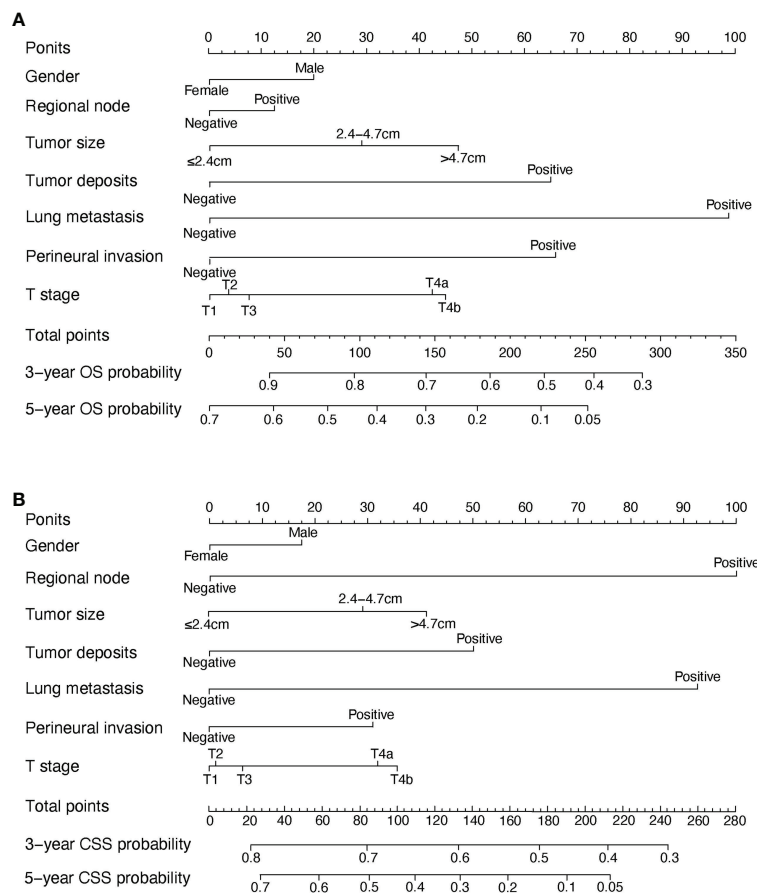 A
Ponits 0 10 20 30 40 50 60 70 80 90 100
Gender Female Male
Regional node Negative Positive
Tumor size ≤2.4cm 2.4–4.7cm >4.7cm
Tumor deposits Negative Positive
Lung metastasis Negative Positive
Perineural invasion Negative Positive
T stage T1 T2 T3 T4a T4b
Total points 0 50 100 150 200 250 300 350
3–year OS probability 0.9 0.8 0.7 0.6 0.5 0.4 0.3
5–year OS probability 0.7 0.6 0.5 0.4 0.3 0.2 0.1 0.05
B
Ponits 0 10 20 30 40 50 60 70 80 90 100
Gender Female Male
Regional node Negative Positive
Tumor size ≤2.4cm 2.4–4.7cm >4.7cm
Tumor deposits Negative Positive
Lung metastasis Negative Positive
Perineural invasion Negative Positive
T stage T1 T2 T3 T4a T4b
Total points 0 20 40 60 80 100 120 140 160 180 200 220 240 260 280
3–year CSS probability 0.8 0.7 0.6 0.5 0.4 0.3
5–year CSS probability 0.7 0.6 0.5 0.4 0.3 0.2 0.1 0.05